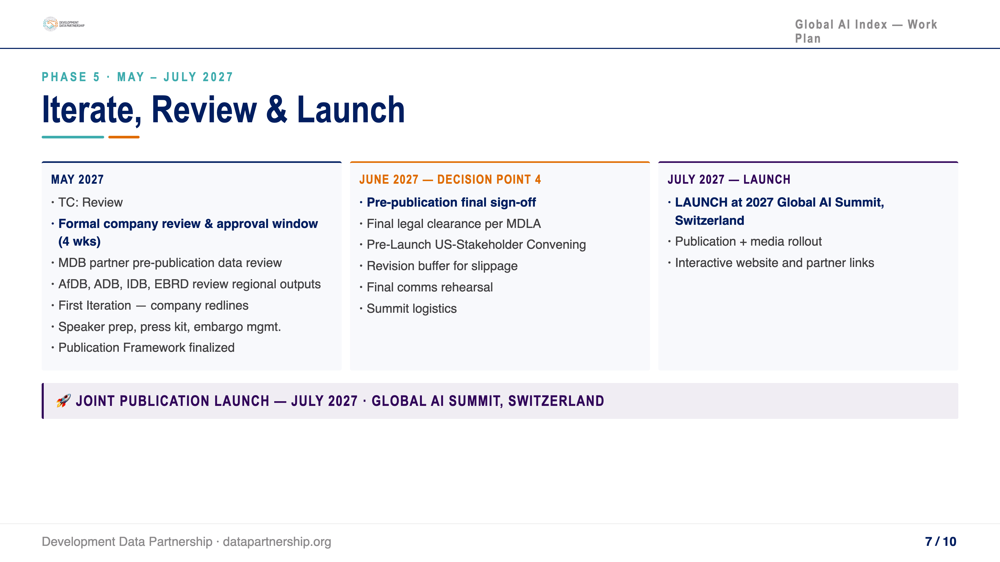 DEVELOPMENT
DATA PARTNERSHIP
Global AI Index — Work
Plan
PHASE 5 · MAY – JULY 2027
Iterate, Review & Launch
MAY 2027
· TC: Review
· Formal company review & approval window
(4 wks)
· MDB partner pre-publication data review
· AfDB, ADB, IDB, EBRD review regional outputs
· First Iteration — company redlines
· Speaker prep, press kit, embargo mgmt.
· Publication Framework finalized
JUNE 2027 — DECISION POINT 4
· Pre-publication final sign-off
· Final legal clearance per MDLA
· Pre-Launch US-Stakeholder Convening
· Revision buffer for slippage
· Final comms rehearsal
· Summit logistics
JULY 2027 — LAUNCH
· LAUNCH at 2027 Global AI Summit,
Switzerland
· Publication + media rollout
· Interactive website and partner links
🚀 JOINT PUBLICATION LAUNCH — JULY 2027 · GLOBAL AI SUMMIT, SWITZERLAND
Development Data Partnership · datapartnership.org
7 / 10